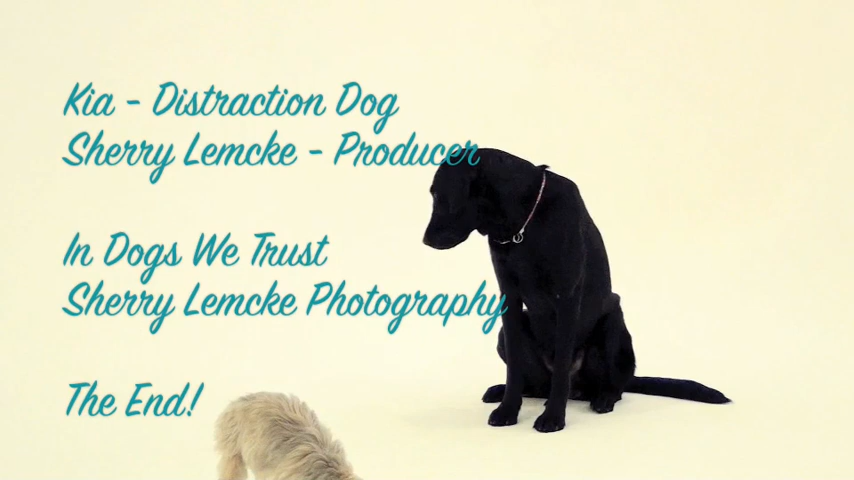 Kia - Distraction Dog
Sherry Lemcke - Producer
In Dogs We Trust
Sherry Lemcke Photography
The End!